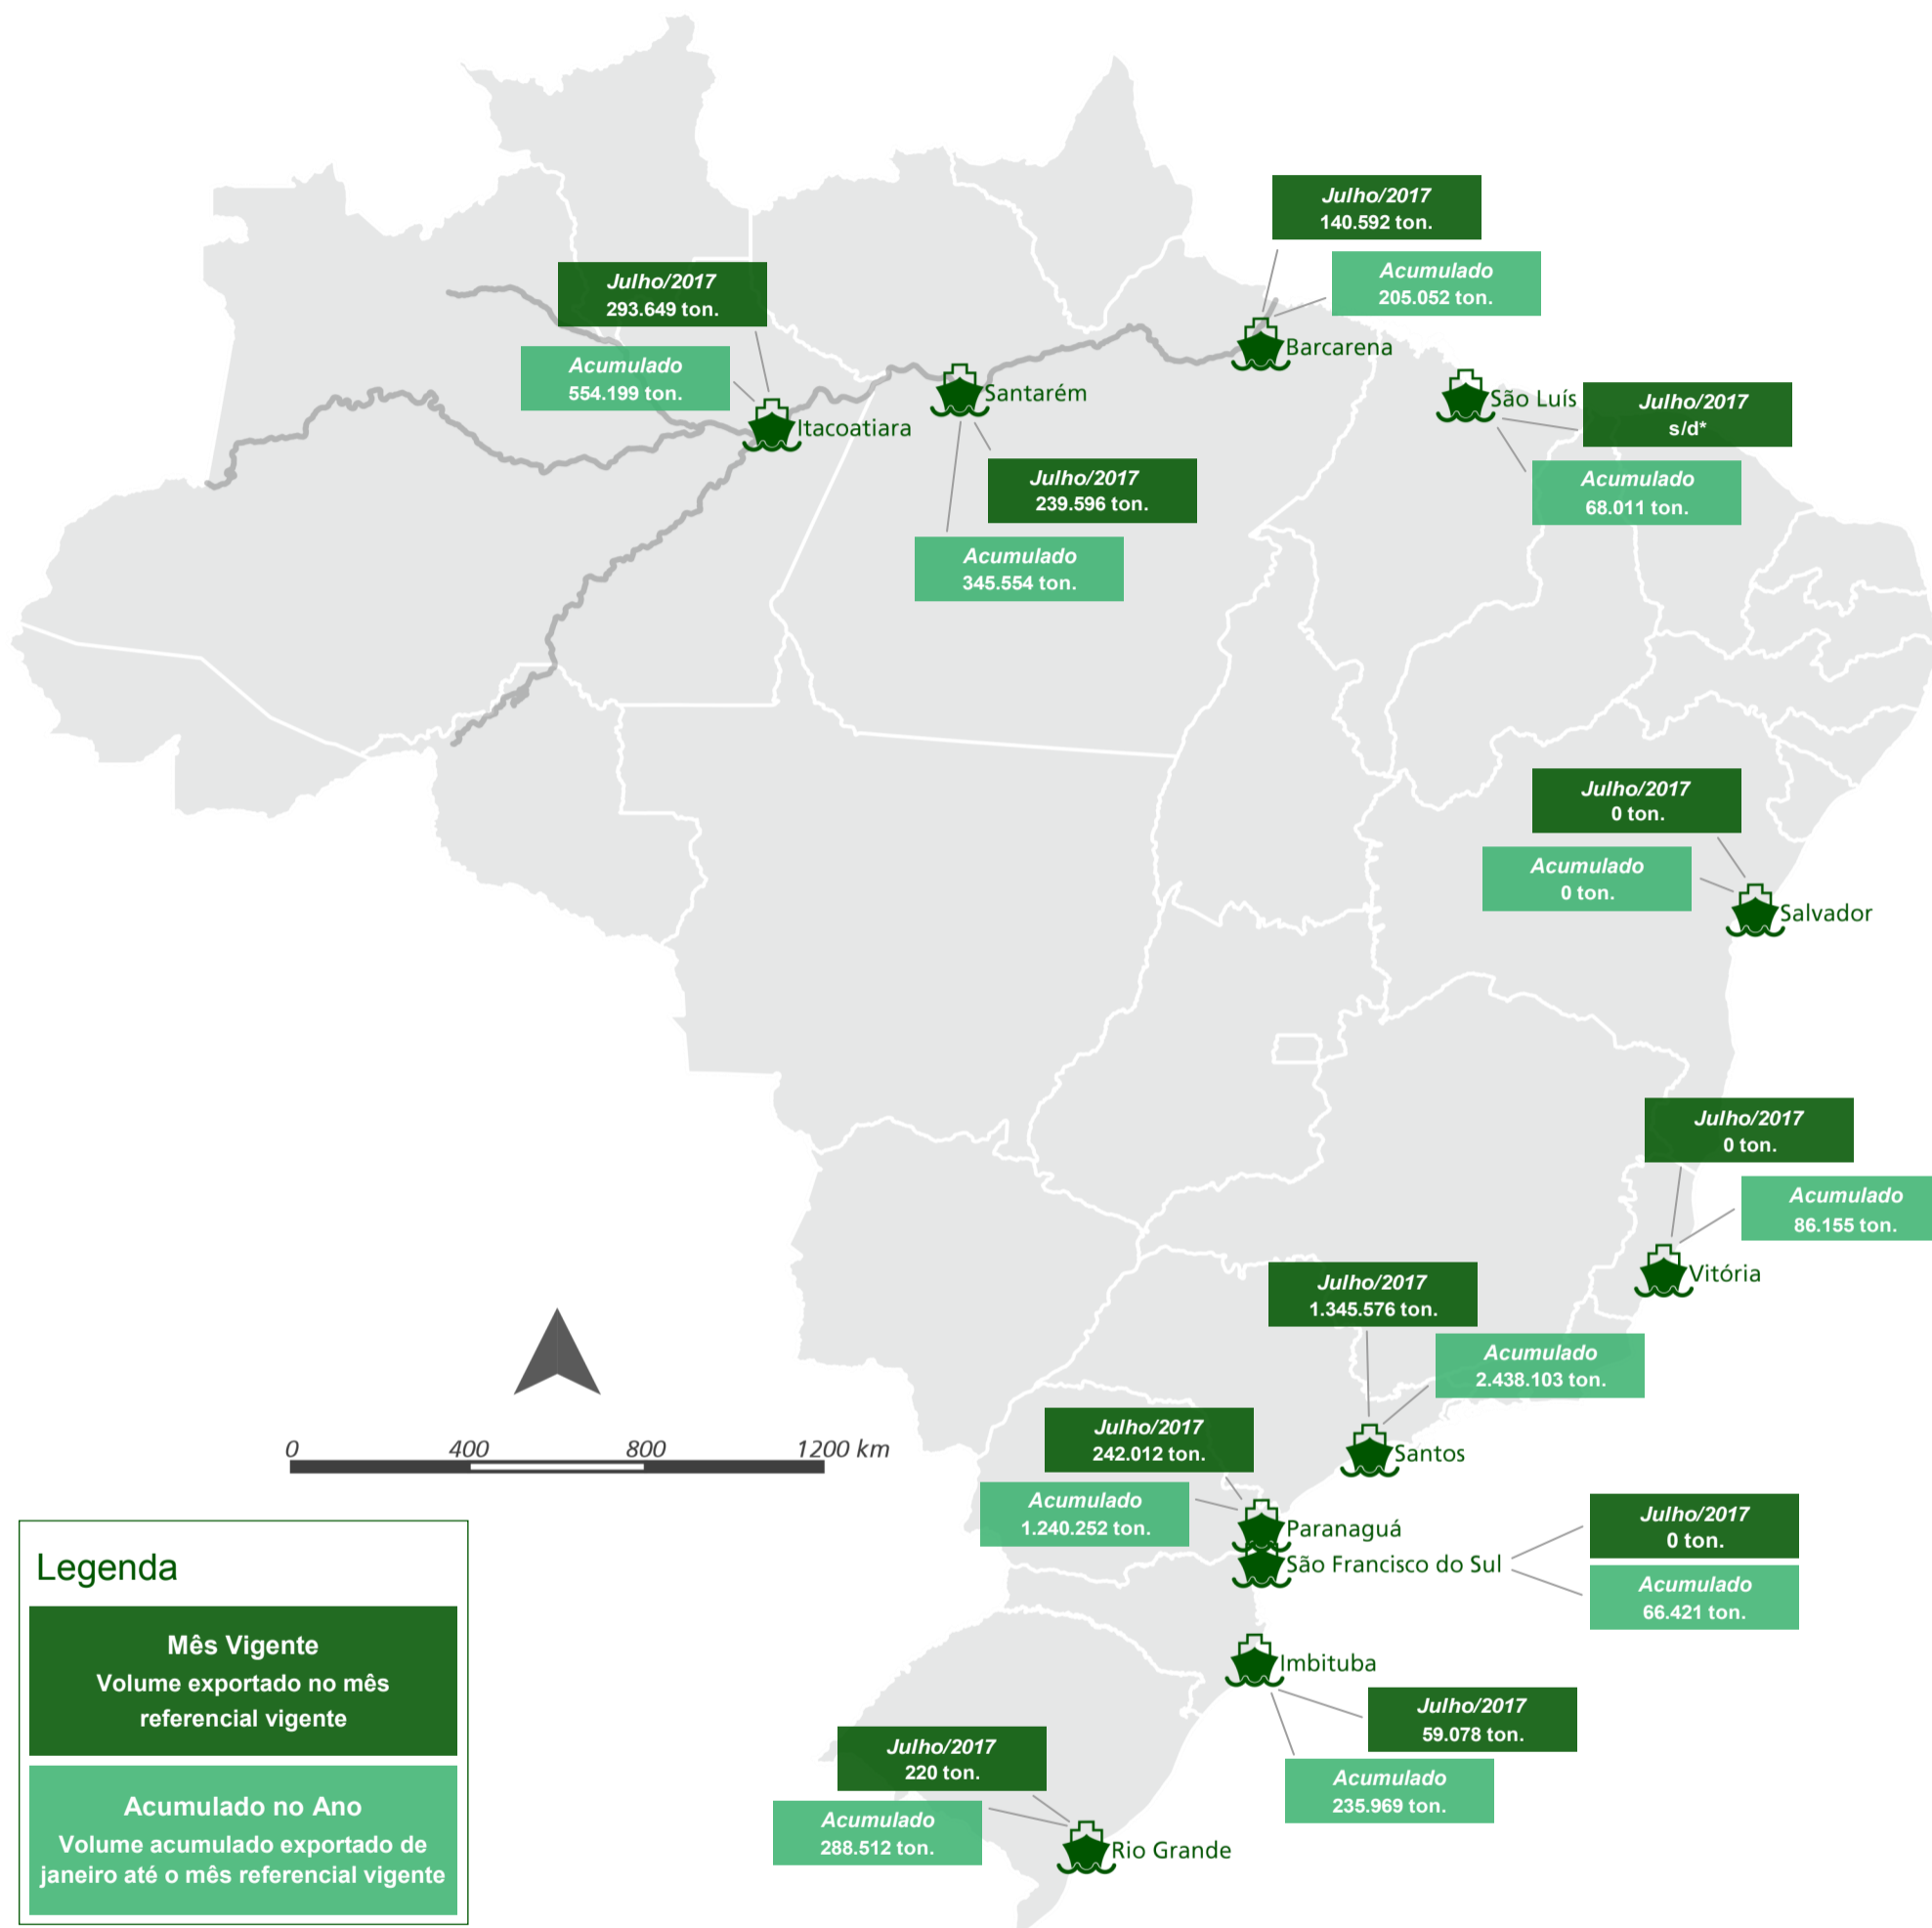 Julho/2017
140.592 ton.
Acumulado
205.052 ton.
Barcarena
Julho/2017
293.649 ton.
Acumulado
554.199 ton.
Itacoatiara
Santarém
Julho/2017
239.596 ton.
Acumulado
345.554 ton.
São Luís
Julho/2017
s/d*
Acumulado
68.011 ton.
Julho/2017
0 ton.
Acumulado
0 ton.
Salvador
Julho/2017
0 ton.
Acumulado
86.155 ton.
Vitória
Julho/2017
1.345.576 ton.
Acumulado
2.438.103 ton.
Santos
Julho/2017
242.012 ton.
Acumulado
1.240.252 ton.
Paranaguá
São Francisco do Sul
Julho/2017
0 ton.
Acumulado
66.421 ton.
Imbituba
Julho/2017
59.078 ton.
Acumulado
235.969 ton.
Julho/2017
220 ton.
Acumulado
288.512 ton.
Rio Grande
0 400 800 1200 km
Legenda
Mês Vigente
Volume exportado no mês
referencial vigente
Acumulado no Ano
Volume acumulado exportado de
janeiro até o mês referencial vigente